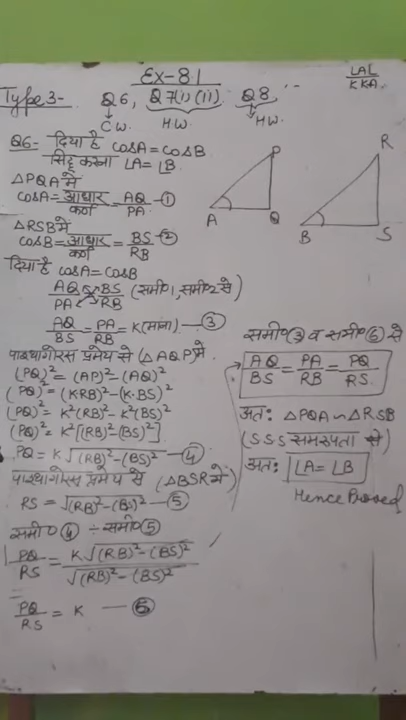 Ex-8.1
LAL
KKA
Type 3- Q6, Q7(i)(ii) Q8
C.W. H.W. H.W.
Q6- दिया है cosA = cosB
सिद्ध करना ∠A = ∠B
△PQA में
cosA = आधार/कर्ण = AQ/PA -①
△RSB में
cosB = आधार/कर्ण = BS/RB ②
दिया है cosA = cosB
AQ/PA = BS/RB (समी० 1, समी० 2 से)
AQ/BS = PA/RB = K (माना) -③
पाइथागोरस प्रमेय से (△AQP) में
(PQ)² = (AP)² - (AQ)²
(PQ)² = (K·RB)² - (K·BS)²
(PQ)² = K²(RB)² - K²(BS)²
(PQ)² = K²[(RB)² - (BS)²]
PQ = K√(RB)² - (BS)² -④
पाइथागोरस प्रमेय से (△BSR में)
RS = √(RB)² - (BS)² -⑤
समी० ④ ÷ समी० ⑤
PQ/RS = K√(RB)² - (BS)² / √(RB)² - (BS)²
PQ/RS = K -⑥
P
A
Q
R
B
S
समी० ③ व समी० ⑥ से
AQ/BS = PA/RB = PQ/RS
अतः △PQA ~ △RSB
(SSS समरूपता से)
अतः ∠A = ∠B
Hence Proved